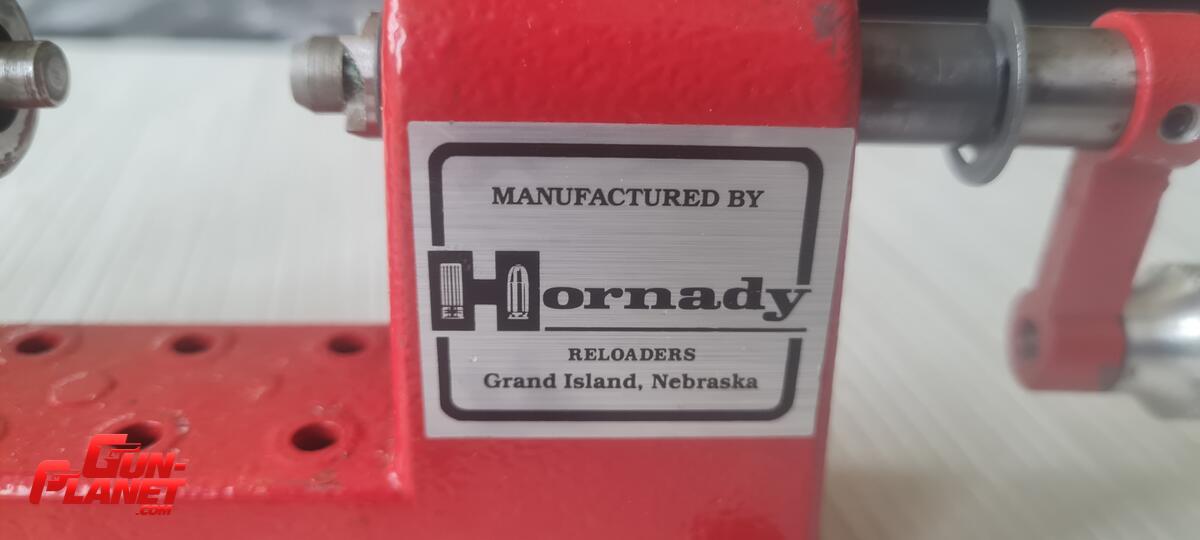 MANUFACTURED BY
Hornady
RELOADERS
Grand Island, Nebraska
GUN-
PLANET
.COM